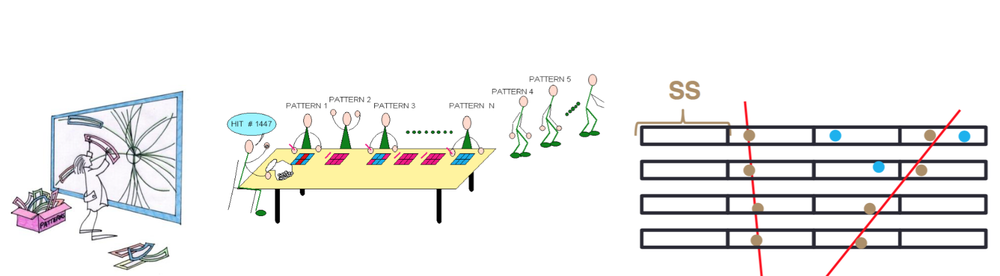 PATTERNS
HIT # 1447
PATTERN 1
PATTERN 2
PATTERN 3
PATTERN N
PATTERN 4
PATTERN 5
SS